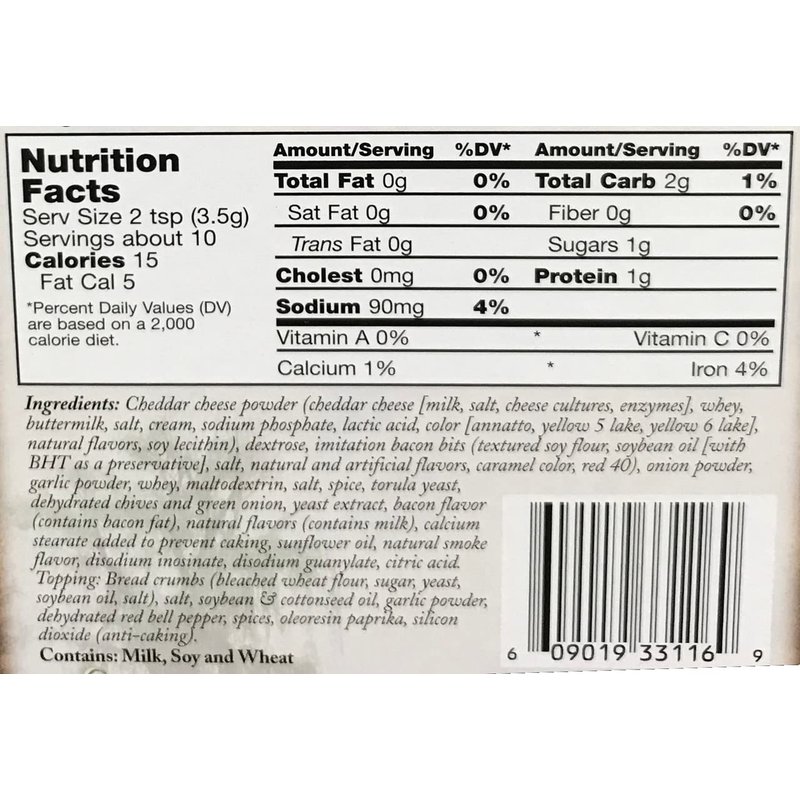 Nutrition
Facts
Serv Size 2 tsp (3.5g)
Servings about 10
Calories 15
Fat Cal 5
*Percent Daily Values (DV)
are based on a 2,000
calorie diet.
Amount/Serving %DV* Amount/Serving %DV*
Total Fat 0g 0% Total Carb 2g 1%
Sat Fat 0g 0% Fiber 0g 0%
Trans Fat 0g Sugars 1g
Cholest 0mg 0% Protein 1g
Sodium 90mg 4%
Vitamin A 0% * Vitamin C 0%
Calcium 1% * Iron 4%
Ingredients: Cheddar cheese powder (cheddar cheese [milk, salt, cheese cultures, enzymes], whey,
buttermilk, salt, cream, sodium phosphate, lactic acid, color [annatto, yellow 5 lake, yellow 6 lake],
natural flavors, soy lecithin), dextrose, imitation bacon bits (textured soy flour, soybean oil [with
BHT as a preservative], salt, natural and artificial flavors, caramel color, red 40), onion powder,
garlic powder, whey, maltodextrin, salt, spice, torula yeast,
dehydrated chives and green onion, yeast extract, bacon flavor
(contains bacon fat), natural flavors (contains milk), calcium
stearate added to prevent caking, sunflower oil, natural smoke
flavor, disodium inosinate, disodium guanylate, citric acid.
Topping: Bread crumbs (bleached wheat flour, sugar, yeast,
soybean oil, salt), salt, soybean & cottonseed oil, garlic powder,
dehydrated red bell pepper, spices, oleoresin paprika, silicon
dioxide (anti-caking).
Contains: Milk, Soy and Wheat
6 09019 33116 9